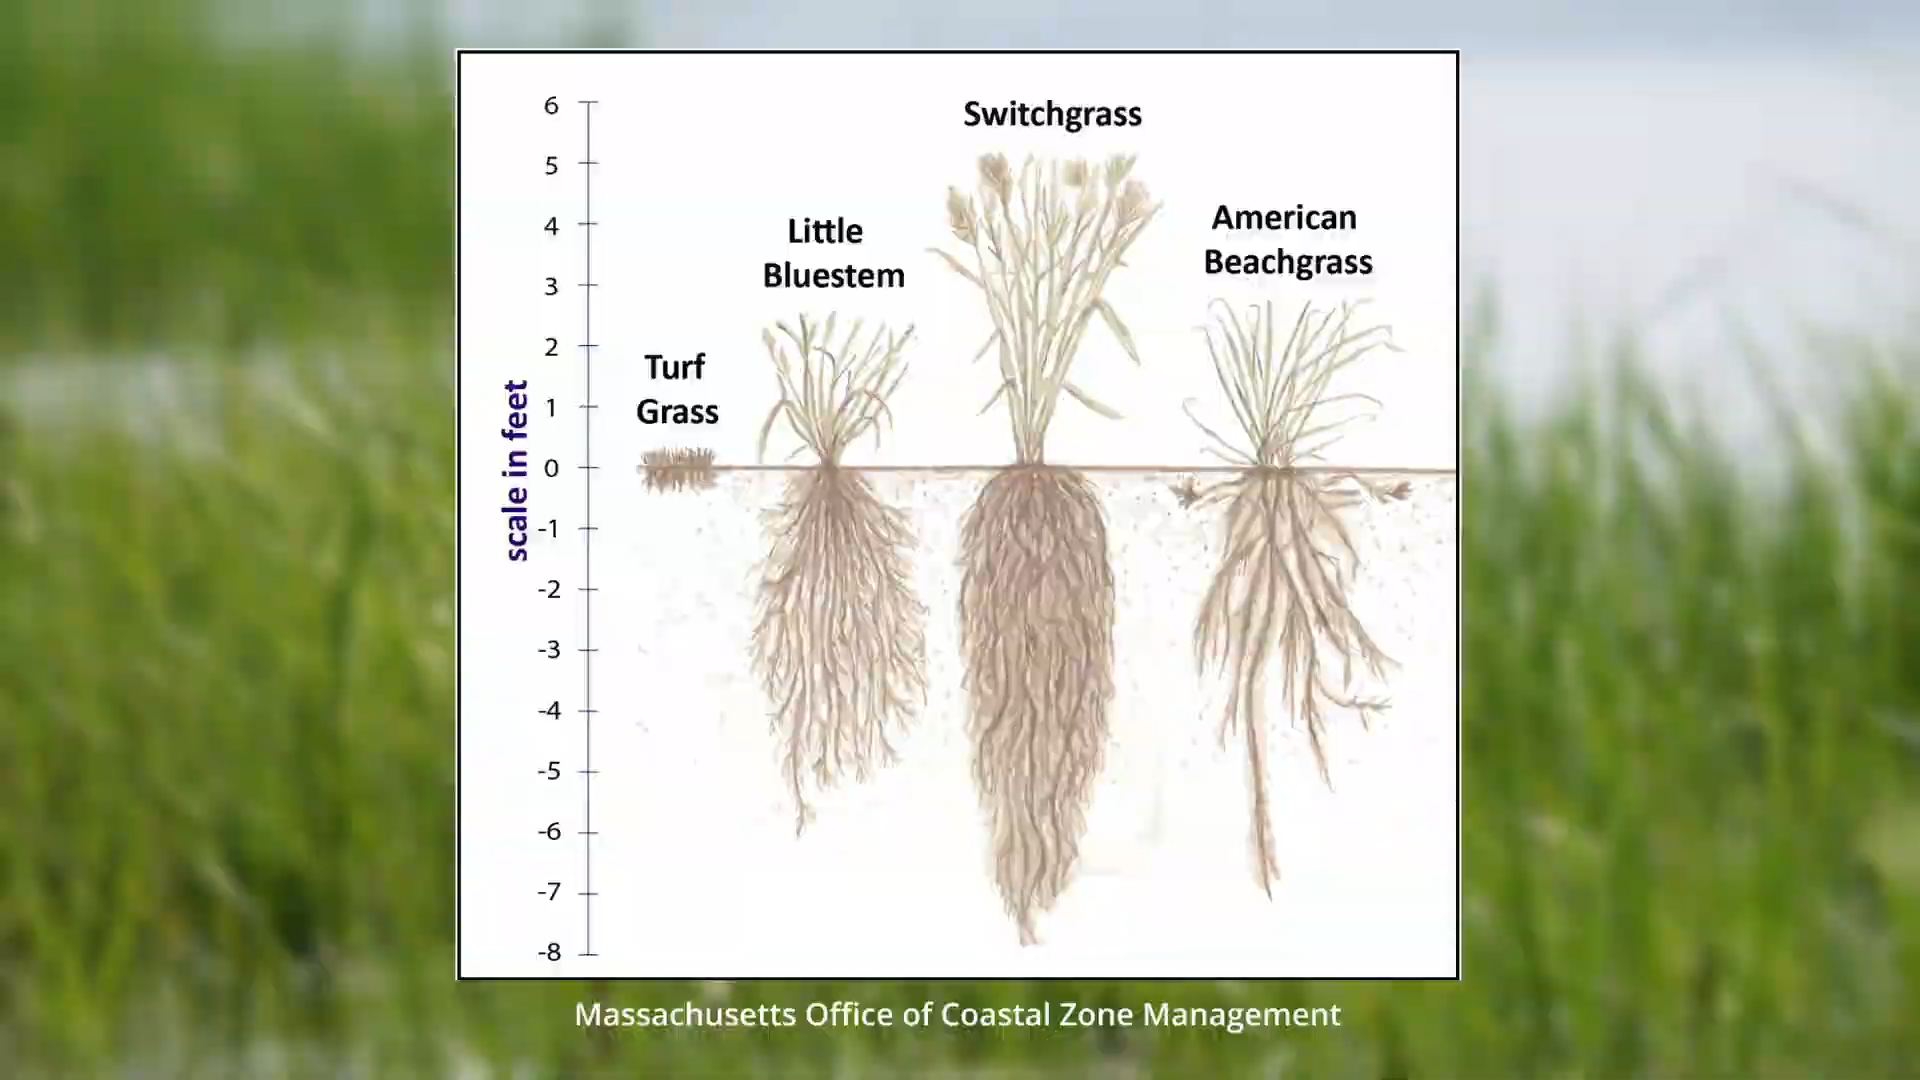 Switchgrass
American
Beachgrass
Little
Bluestem
Turf
Grass
scale in feet
6
5
4
3
2
1
0
-1
-2
-3
-4
-5
-6
-7
-8
Massachusetts Office of Coastal Zone Management